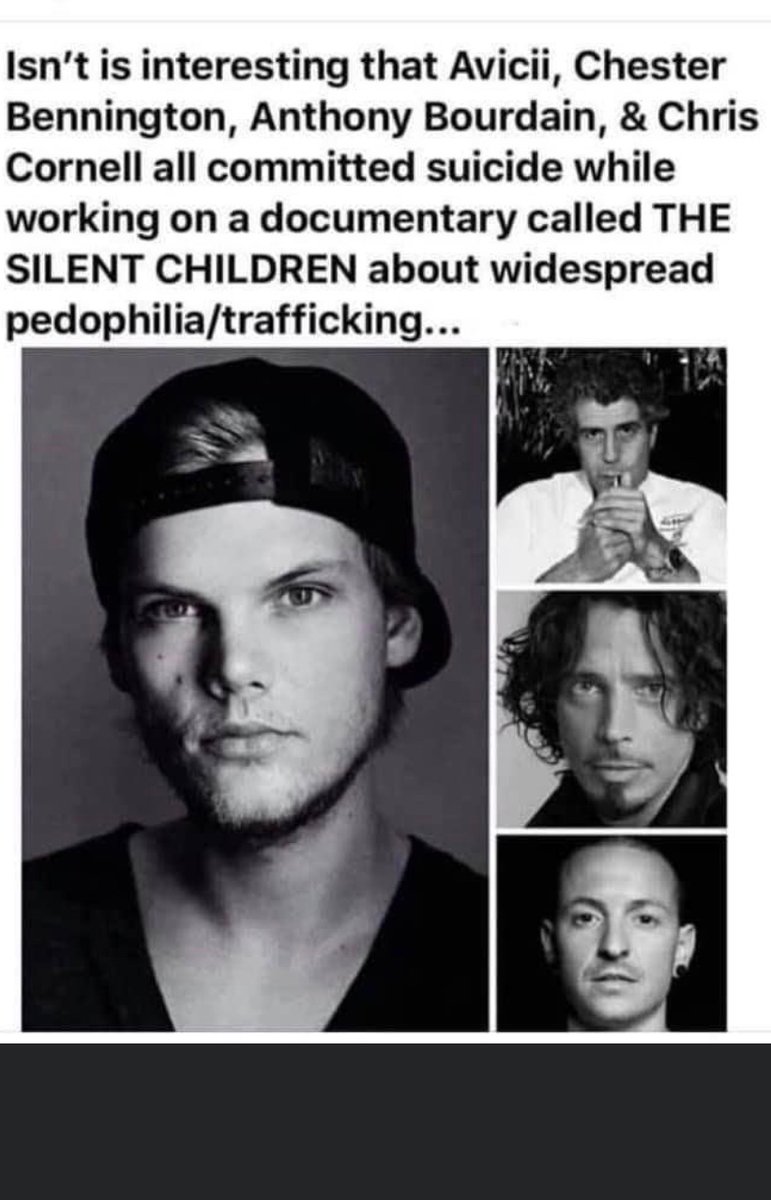 Isn't is interesting that Avicii, Chester
Bennington, Anthony Bourdain, & Chris
Cornell all committed suicide while
working on a documentary called THE
SILENT CHILDREN about widespread
pedophilia/trafficking...